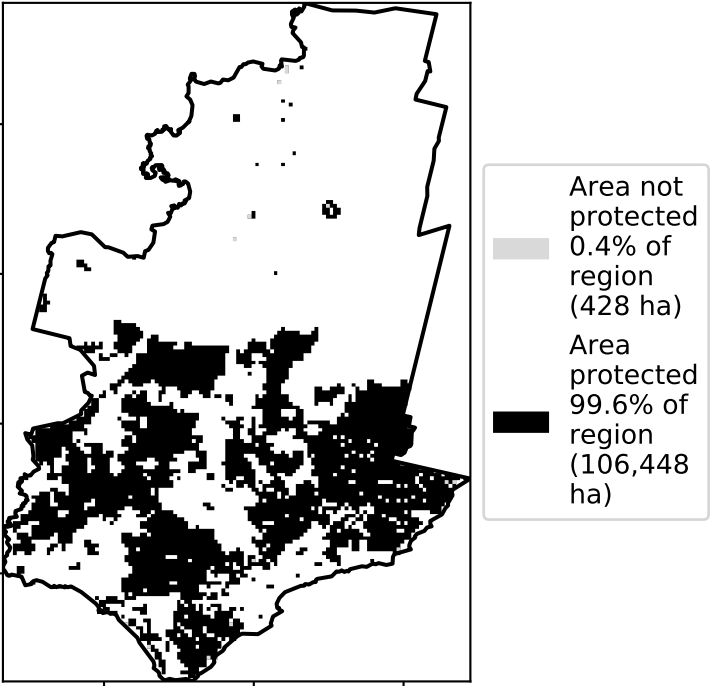 Area not
protected
0.4% of
region
(428 ha)
Area
protected
99.6% of
region
(106,448
ha)